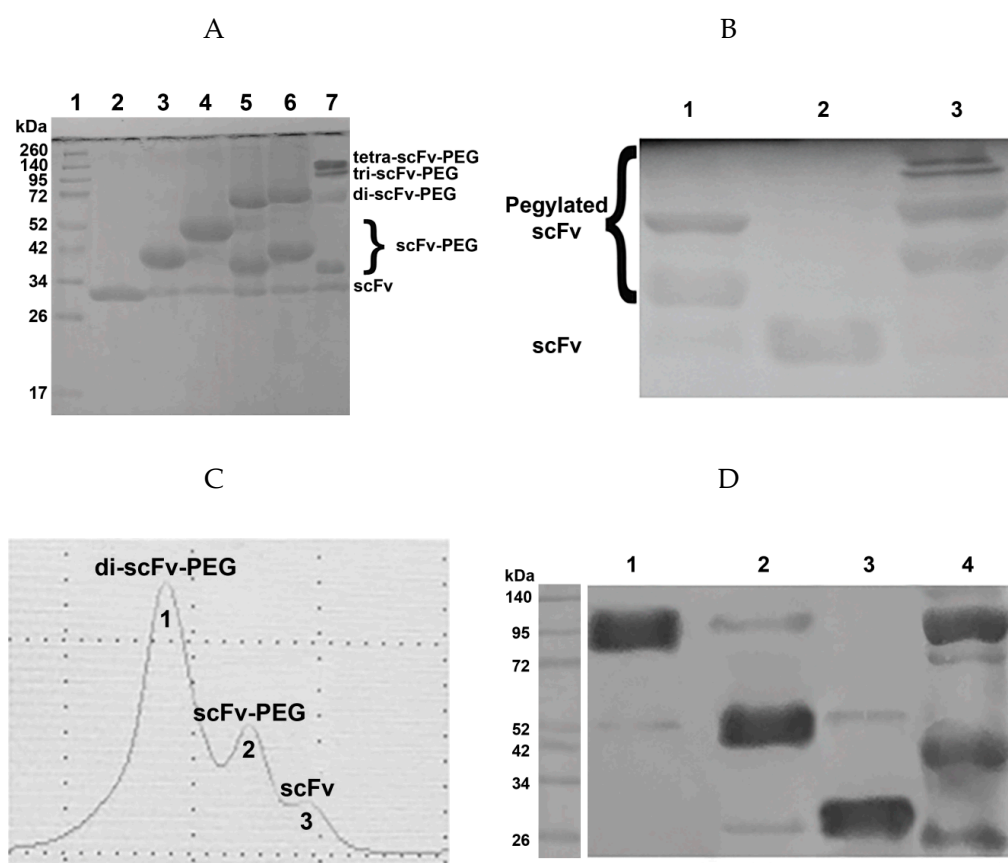 A
1 2 3 4 5 6 7
kDa
260
140
95
72
52
42
34
26
17
tetra-scFv-PEG
tri-scFv-PEG
di-scFv-PEG
scFv-PEG
scFv
B
1 2 3
Pegylated
scFv
scFv
C
di-scFv-PEG
1
scFv-PEG
2
scFv
3
D
kDa
1 2 3 4
140
95
72
52
42
34
26